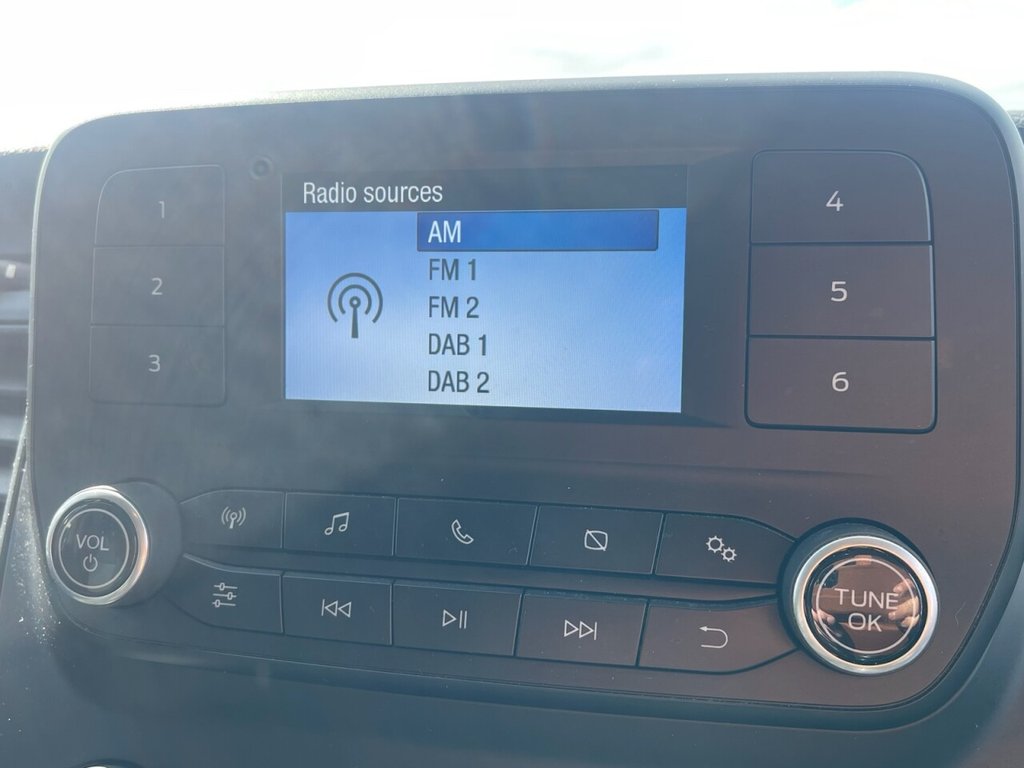 Radio sources
AM
FM 1
FM 2
DAB 1
DAB 2
1
2
3
4
5
6
VOL
TUNE
OK